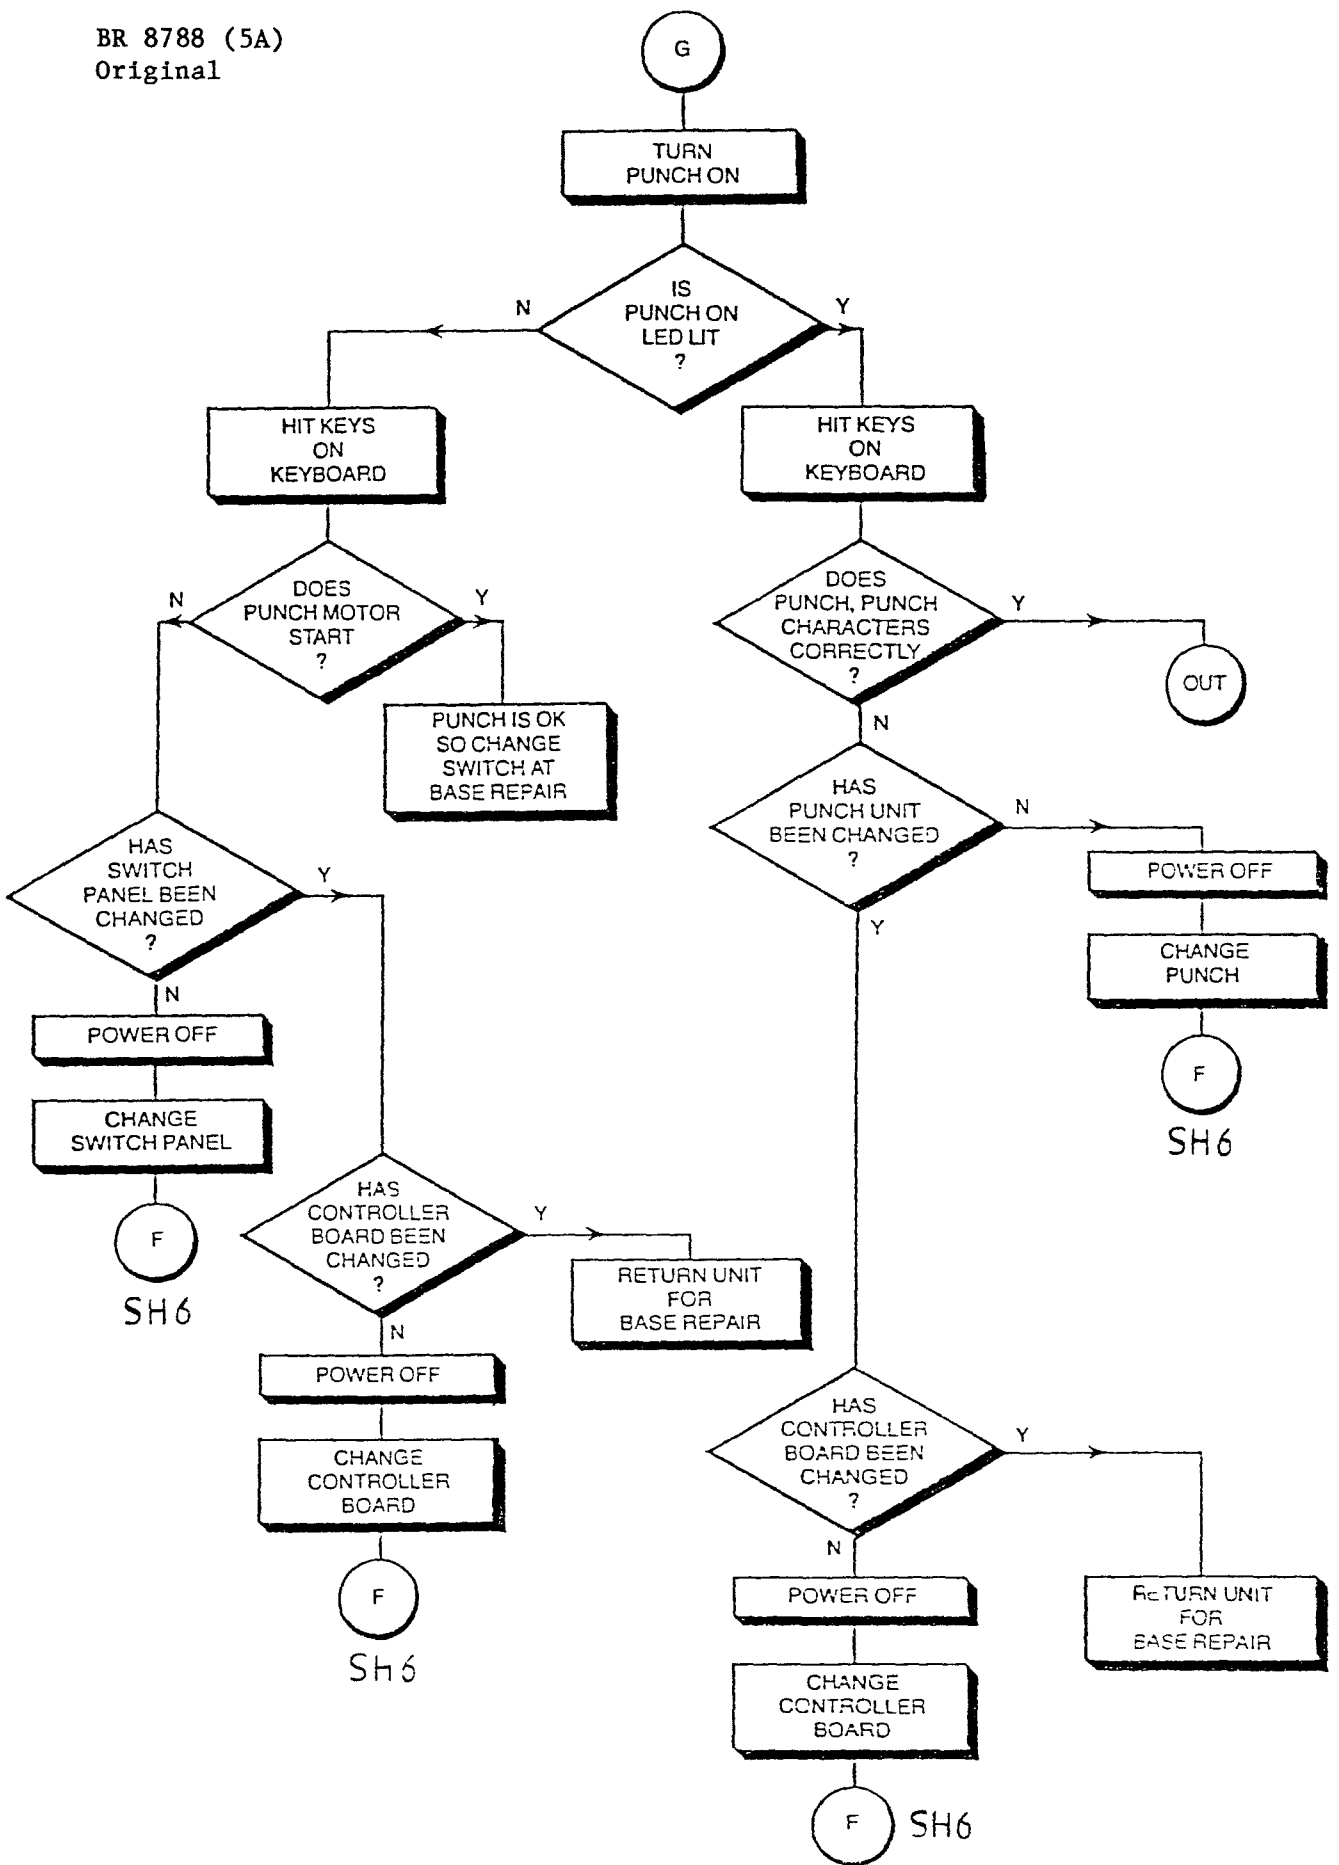 BR 8788 (5A)
Original
G
TURN
PUNCH ON
IS
PUNCH ON
LED LIT
?
N
Y
HIT KEYS
ON
KEYBOARD
HIT KEYS
ON
KEYBOARD
DOES
PUNCH MOTOR
START
?
N
Y
DOES
PUNCH, PUNCH
CHARACTERS
CORRECTLY
?
Y
N
OUT
PUNCH IS OK
SO CHANGE
SWITCH AT
BASE REPAIR
HAS
PUNCH UNIT
BEEN CHANGED
?
N
Y
HAS
SWITCH
PANEL BEEN
CHANGED
?
Y
N
POWER OFF
CHANGE
PUNCH
F
SH6
POWER OFF
CHANGE
SWITCH PANEL
F
SH6
HAS
CONTROLLER
BOARD BEEN
CHANGED
?
Y
N
RETURN UNIT
FOR
BASE REPAIR
POWER OFF
CHANGE
CONTROLLER
BOARD
F
SH6
HAS
CONTROLLER
BOARD BEEN
CHANGED
?
Y
N
RETURN UNIT
FOR
BASE REPAIR
POWER OFF
CHANGE
CONTROLLER
BOARD
F
SH6